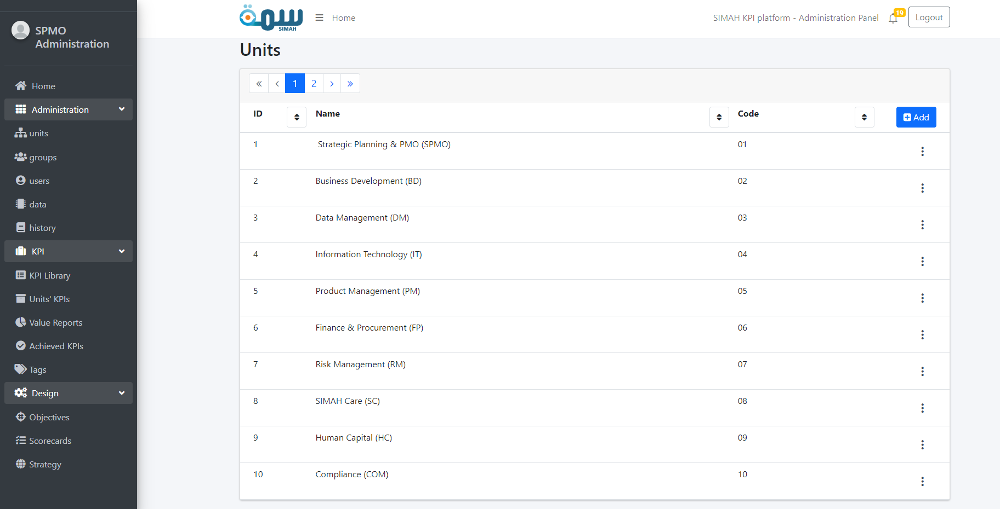 SPMO
Administration
Home
Administration
units
groups
users
data
history
KPI
KPI Library
Units' KPIs
Value Reports
Achieved KPIs
Tags
Design
Objectives
Scorecards
Strategy
سمة
SIMAH
Home
SIMAH KPI platform - Administration Panel
19
Logout
Units
« ‹ 1 2 › »
ID Name Code Add
1 Strategic Planning & PMO (SPMO) 01
2 Business Development (BD) 02
3 Data Management (DM) 03
4 Information Technology (IT) 04
5 Product Management (PM) 05
6 Finance & Procurement (FP) 06
7 Risk Management (RM) 07
8 SIMAH Care (SC) 08
9 Human Capital (HC) 09
10 Compliance (COM) 10